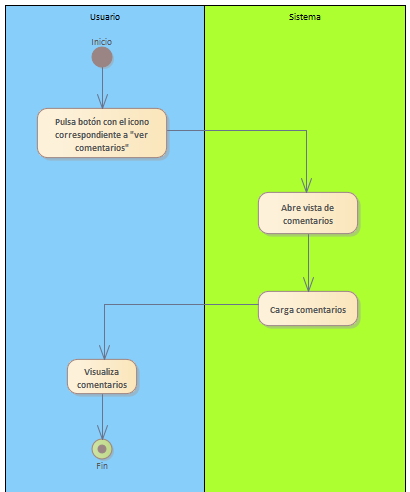 Usuario
Sistema
Inicio
Pulsa botón con el icono
correspondiente a "ver
comentarios"
Abre vista de
comentarios
Carga comentarios
Visualiza
comentarios
Fin